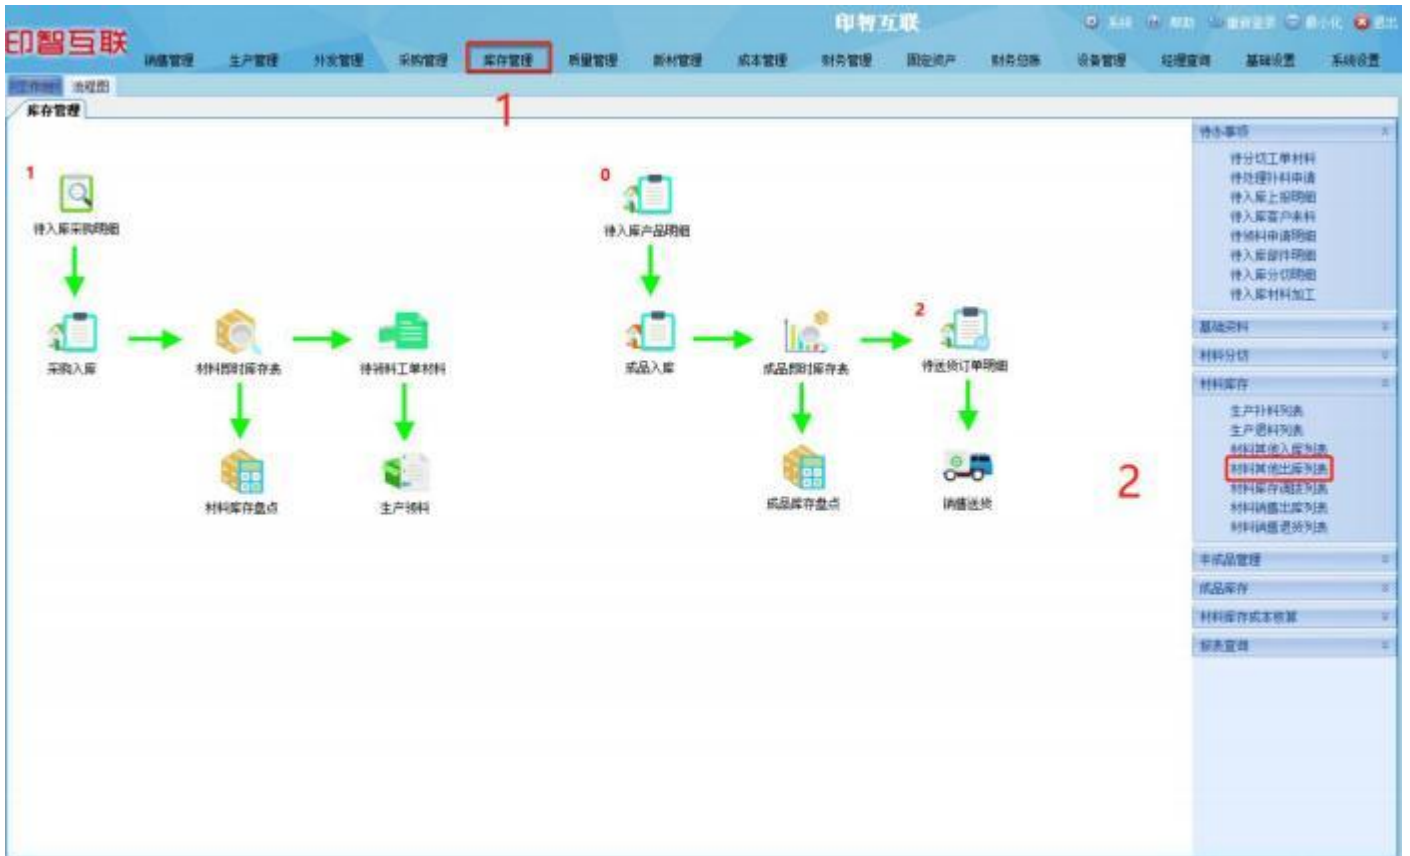 印智互联
印智互联
系统 帮助 重新登录 最小化 退出
销售管理 生产管理 外发管理 采购管理 库存管理 质量管理 新材管理 成本管理 财务管理 固定资产 财务总账 设备管理 经理查询 基础设置 系统设置
流程图
1
库存管理
待办事项
待分切工单材料
待处理补料申请
待入库上报明细
待入库客户来料
待领料申请明细
待入库部件明细
待入库分切明细
待入库材料加工
1
0
待入库采购明细
待入库产品明细
2
采购入库
材料即时库存表
待领料工单材料
成品入库
成品即时库存表
待送货订单明细
材料库存盘点
生产领料
成品库存盘点
销售送货
2
基础资料
材料分切
材料库存
生产补料列表
生产退料列表
材料其他入库列表
材料其他出库列表
材料库存调拨列表
材料销售出库列表
材料销售退货列表
半成品管理
成品库存
材料库存成本核算
报表查询